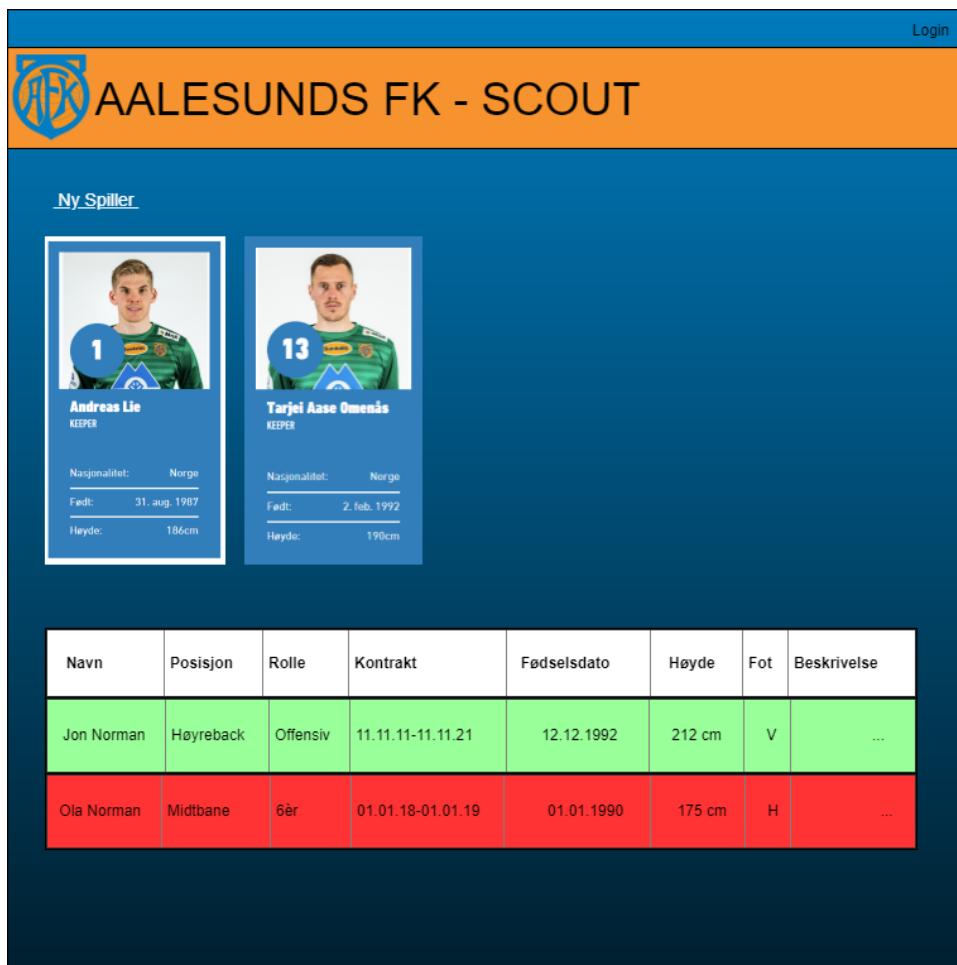 Login
AFK AALESUNDS FK - SCOUT
Ny Spiller
1
Andreas Lie
KEEPER
Nasjonalitet: Norge
Født: 31. aug. 1987
Høyde: 186cm
13
Tarjei Aase Omenås
KEEPER
Nasjonalitet: Norge
Født: 2. feb. 1992
Høyde: 190cm
Navn Posisjon Rolle Kontrakt Fødselsdato Høyde Fot Beskrivelse
Jon Norman Høyreback Offensiv 11.11.11-11.11.21 12.12.1992 212 cm V ...
Ola Norman Midtbane 6èr 01.01.18-01.01.19 01.01.1990 175 cm H ...